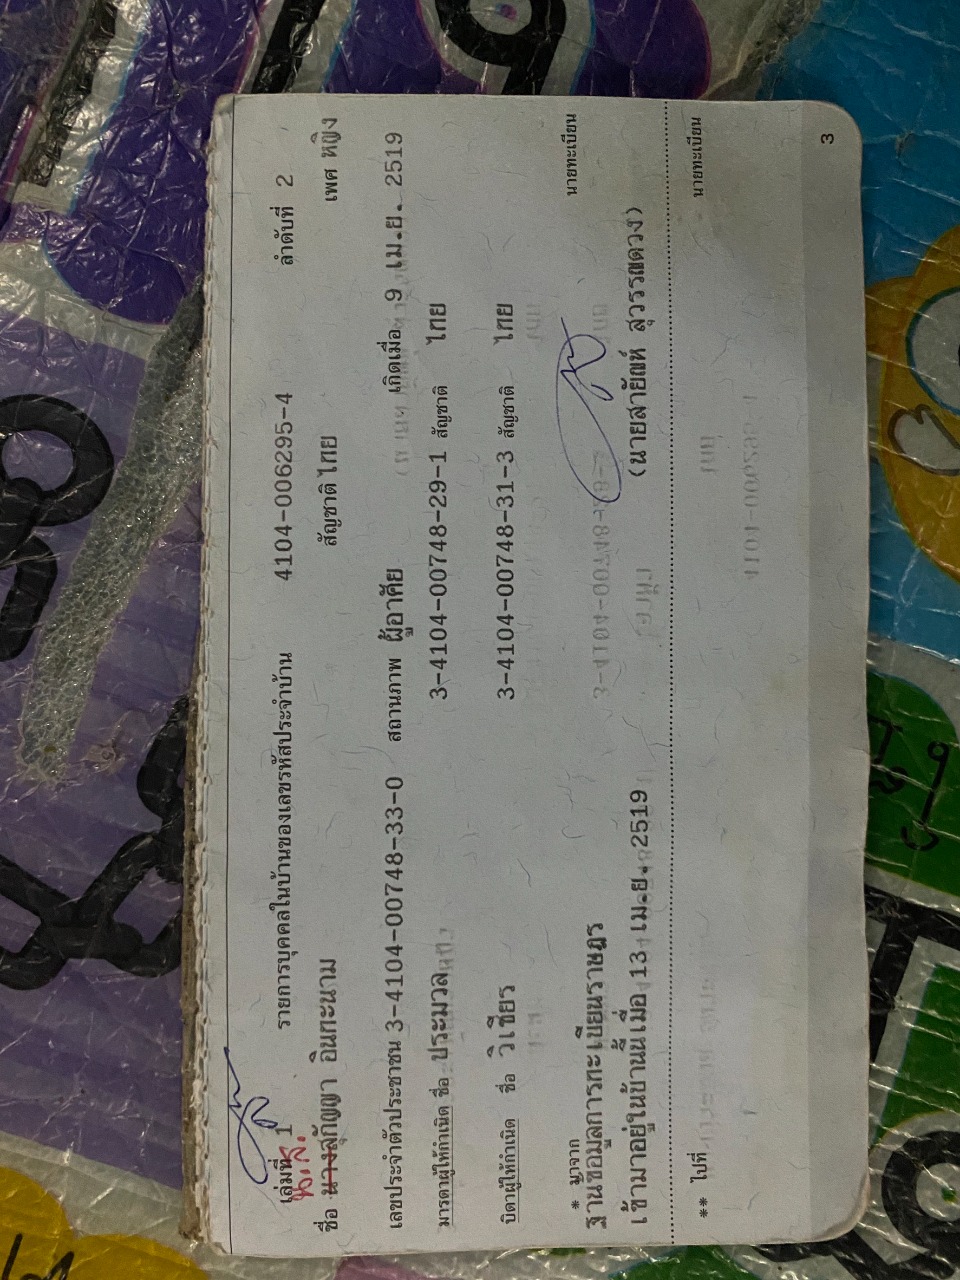 เล่มที่ 1 รายการบุคคลในบ้านของเลขรหัสประจำบ้าน 4104-006295-4 ลำดับที่ 2
น.ส.
ชื่อ นางสุกัญญา อินทะนาม สัญชาติ ไทย เพศ หญิง
เลขประจำตัวประชาชน 3-4104-00748-33-0 สถานภาพ ผู้อาศัย เกิดเมื่อ 9 เม.ย. 2519
มารดาผู้ให้กำเนิด ชื่อ ประมวล 3-4104-00748-29-1 สัญชาติ ไทย
บิดาผู้ให้กำเนิด ชื่อ วิเชียร 3-4104-00748-31-3 สัญชาติ ไทย
* มาจาก
ฐานข้อมูลการทะเบียนราษฎร นายทะเบียน
เข้ามาอยู่ในบ้านนี้เมื่อ 13 เม.ย. 2519 (นายสายัณห์ สุวรรณดวง)
** ไปที่ นายทะเบียน
3